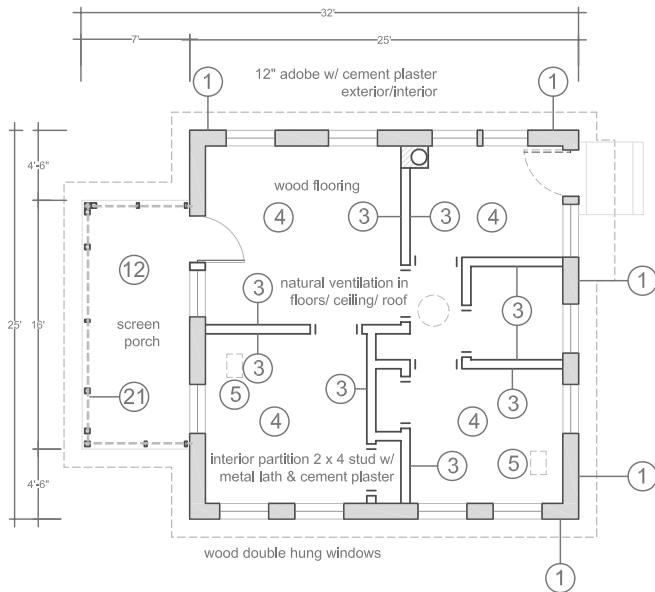 32'
7'
25'
12" adobe w/ cement plaster
exterior/interior
1
1
4'-6"
wood flooring
4
3
3
4
12
3
natural ventilation in
floors/ ceiling/ roof
1
25'
16'
screen
porch
3
3
3
5
3
21
4
4
3
5
interior partition 2 x 4 stud w/
metal lath & cement plaster
3
1
4'-6"
wood double hung windows
1